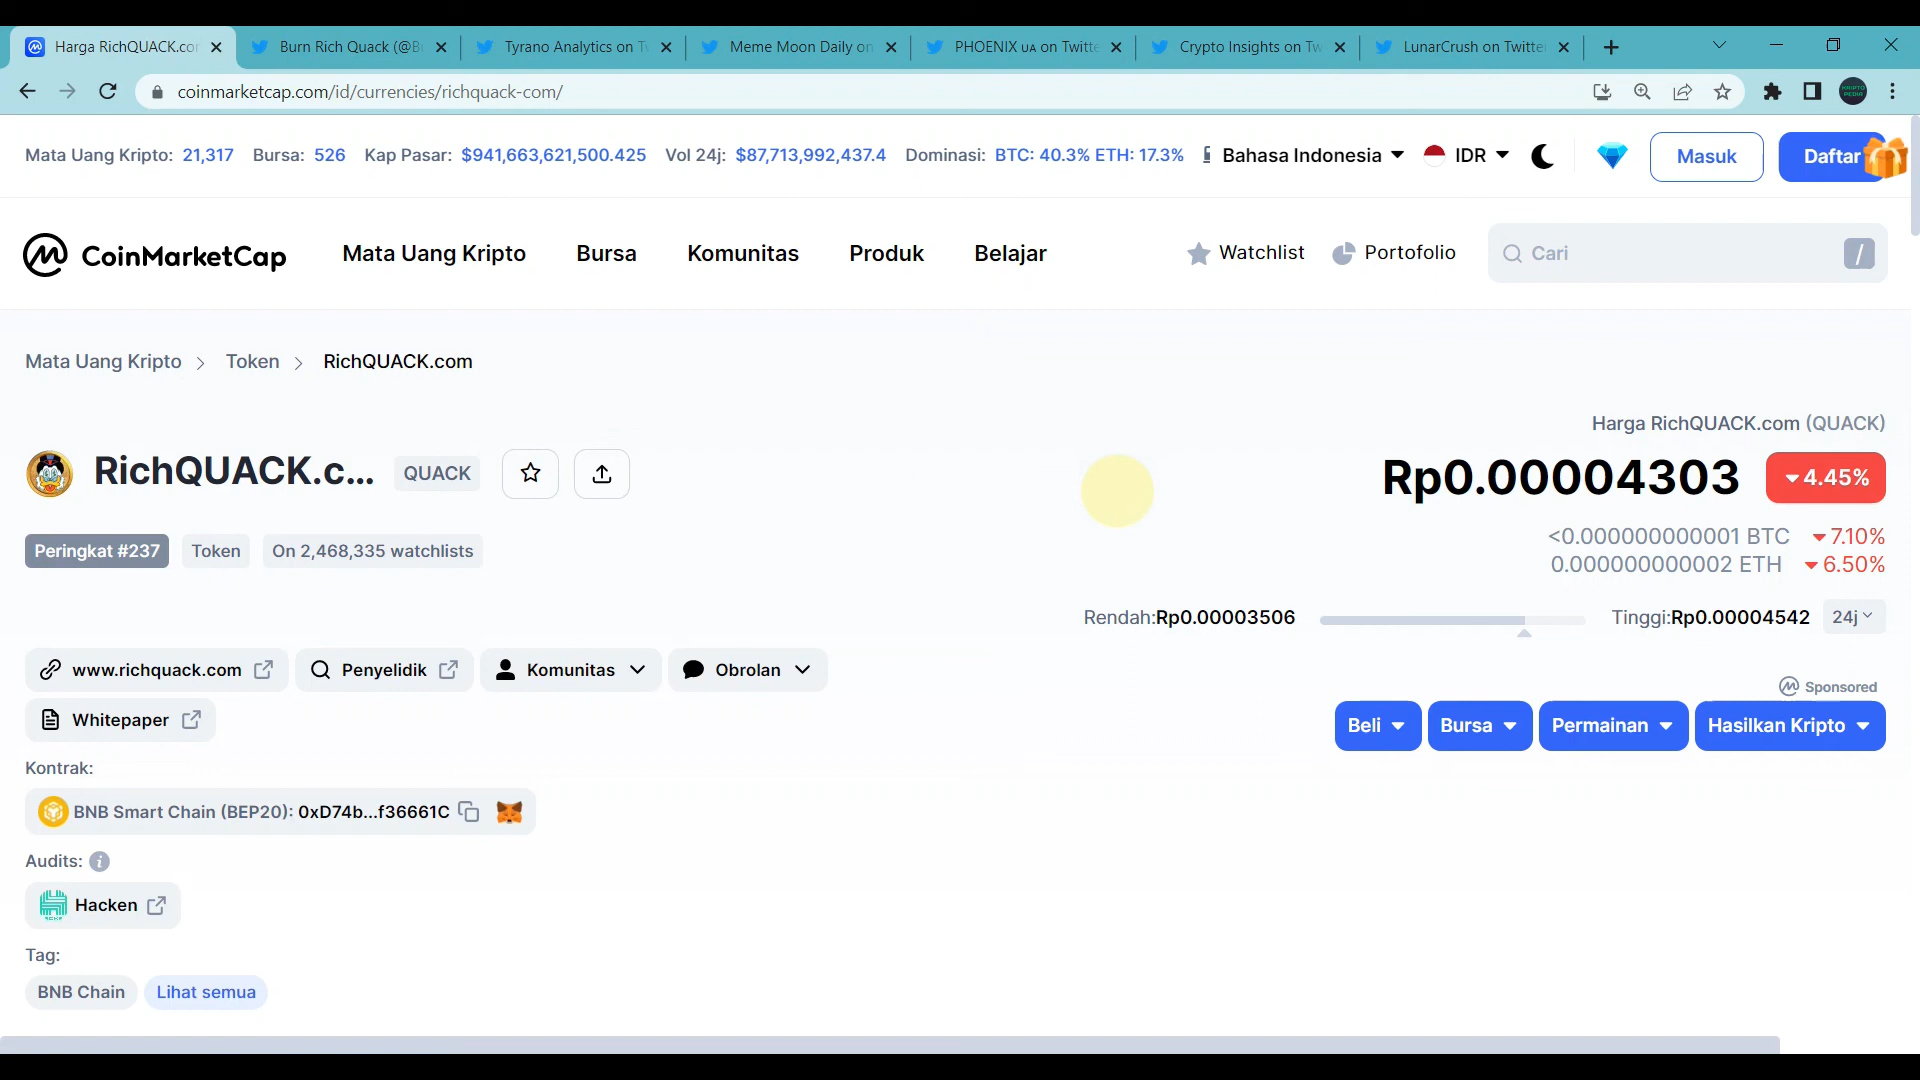 Harga RichQUACK.co
Burn Rich Quack (@B
Tyrano Analytics on T
Meme Moon Daily on
PHOENIX UA on Twitte
Crypto Insights on Tw
LunarCrush on Twitte
coinmarketcap.com/id/currencies/richquack-com/
Mata Uang Kripto: 21,317 Bursa: 526 Kap Pasar: $941,663,621,500.425 Vol 24j: $87,713,992,437.4 Dominasi: BTC: 40.3% ETH: 17.3%
Bahasa Indonesia
IDR
Masuk
Daftar
CoinMarketCap
Mata Uang Kripto
Bursa
Komunitas
Produk
Belajar
Watchlist
Portofolio
Cari
/
Mata Uang Kripto > Token > RichQUACK.com
Harga RichQUACK.com (QUACK)
RichQUACK.c... QUACK
Rp0.00004303 4.45%
Peringkat #237 Token On 2,468,335 watchlists
<0.000000000001 BTC 7.10%
0.000000000002 ETH 6.50%
Rendah:Rp0.00003506 Tinggi:Rp0.00004542 24j
www.richquack.com Penyelidik Komunitas Obrolan
Sponsored
Whitepaper
Beli Bursa Permainan Hasilkan Kripto
Kontrak:
BNB Smart Chain (BEP20): 0xD74b...f36661C
Audits:
Hacken
Tag:
BNB Chain Lihat semua